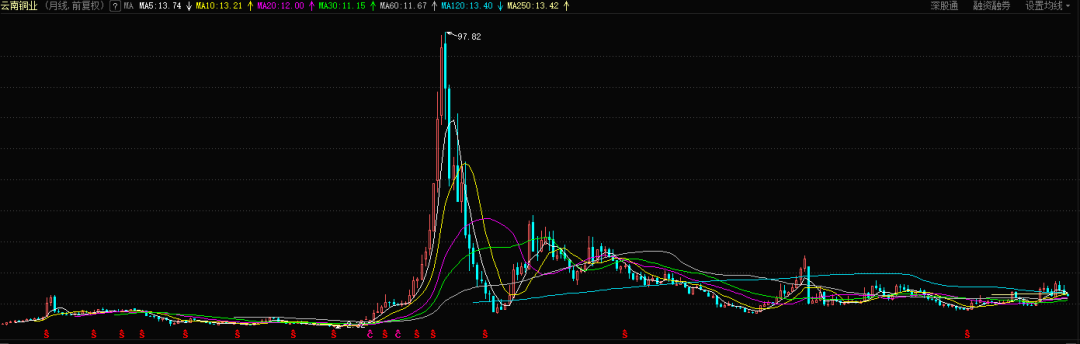 云南铜业 (月线.前复权) ? MA MA5:13.74 ↓ MA10:13.21 ↑ MA20:12.00 ↑ MA30:11.15 ↑ MA60:11.67 ↑ MA120:13.40 ↓ MA250:13.42 ↑ 深股通 融资融券 设置均线
97.82
S S S S S S S S C S C S S S S S